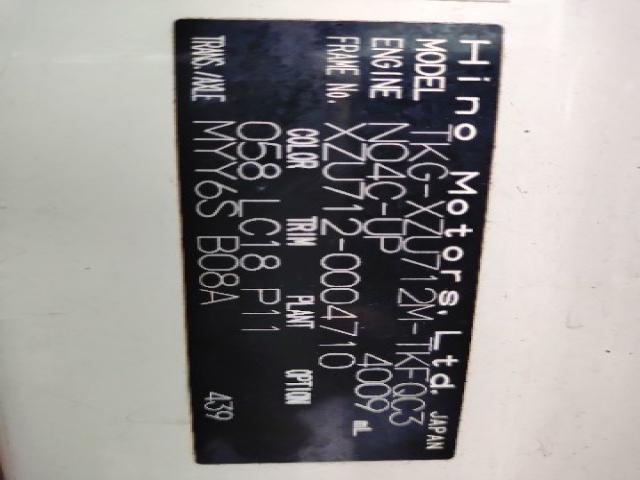 Hino Motors, Ltd. JAPAN
MODEL TKG-XZU712M-TKFQC3
ENGINE N04C-UP 4009 mL
FRAME No. XZU712-0004710
COLOR TRIM PLANT OPTION
058 LC18 P11
TRANS./AXLE MYY6S B08A 439